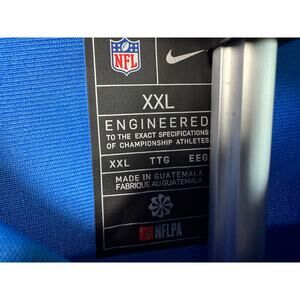 NFL
XXL
ENGINEERED
TO THE EXACT SPECIFICATIONS
OF CHAMPIONSHIP ATHLETES
XXL TTG EEG
MADE IN GUATEMALA
FABRIQUE AU GUATEMALA
NFLPA